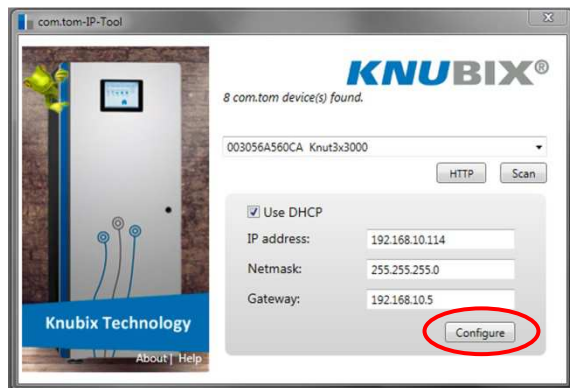 com.tom-IP-Tool
KNUBIX®
8 com.tom device(s) found.
003056A560CA Knut3x3000
HTTP
Scan
Use DHCP
IP address: 192.168.10.114
Netmask: 255.255.255.0
Gateway: 192.168.10.5
Configure
Knubix Technology
About | Help